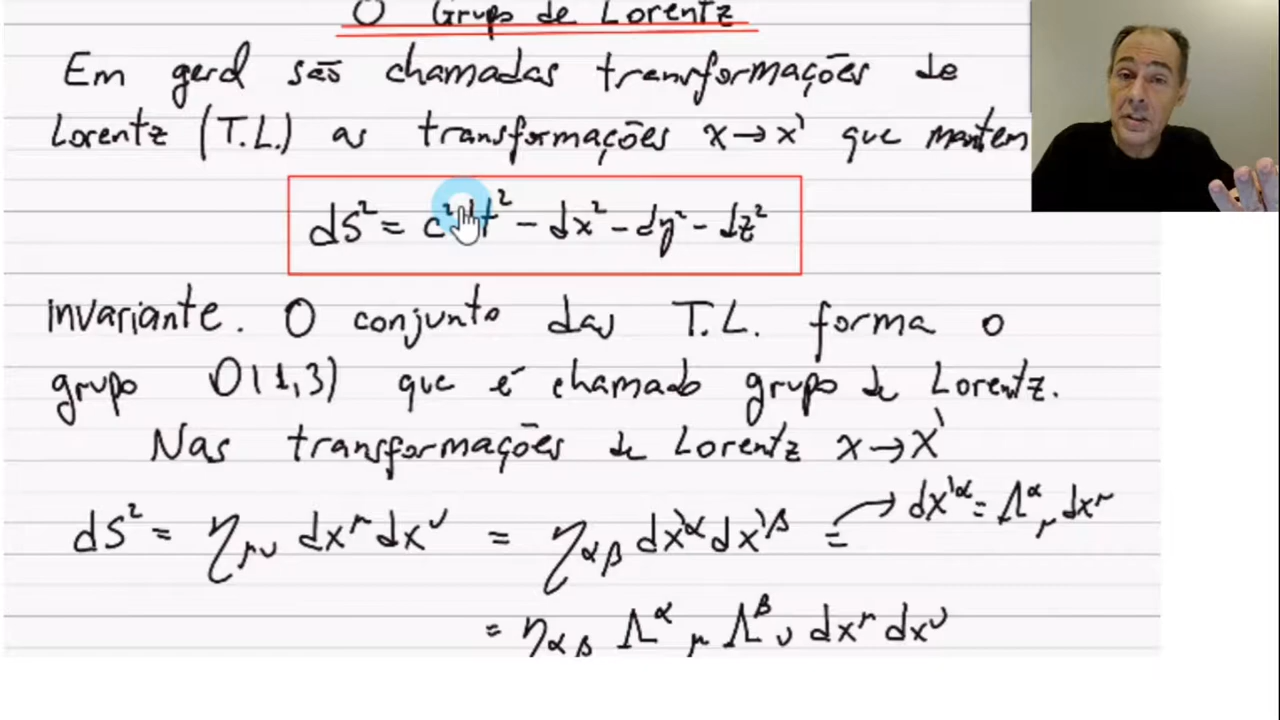 O Grupo de Lorentz
Em geral são chamadas transformações de
Lorentz (T.L.) as transformações x→x' que mantem
dS² = c²dt² - dx² - dy² - dz²
invariante. O conjunto das T.L. forma o
grupo O(1,3) que é chamado grupo de Lorentz.
Nas transformações de Lorentz x→x'
dS² = η_μν dx^μ dx^ν = η_αβ dx'^α dx'^β = → dx'^α = Λ^α_μ dx^μ
= η_αβ Λ^α_μ Λ^β_ν dx^μ dx^ν